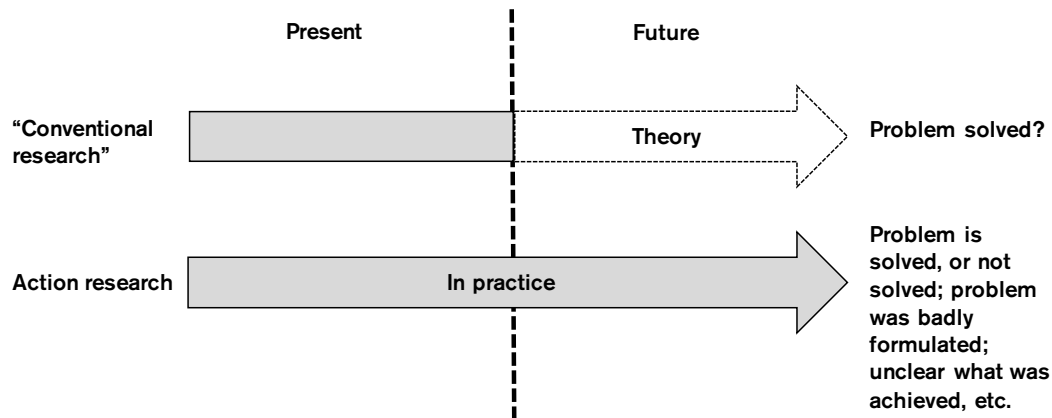 Present
Future
“Conventional
research”
Theory
Problem solved?
Action research
In practice
Problem is
solved, or not
solved; problem
was badly
formulated;
unclear what was
achieved, etc.